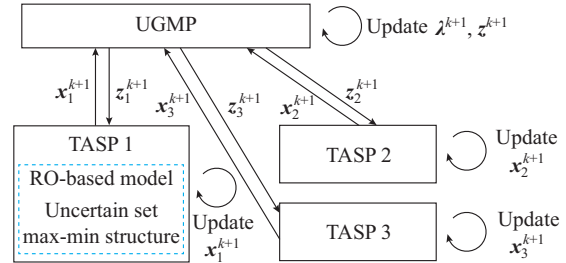 UGMP
Update λ^{k+1}, z^{k+1}
x_1^{k+1} z_1^{k+1} x_3^{k+1} z_3^{k+1} x_2^{k+1} z_2^{k+1}
TASP 1
RO-based model
Uncertain set
max-min structure
Update
x_1^{k+1}
TASP 2
Update
x_2^{k+1}
TASP 3
Update
x_3^{k+1}